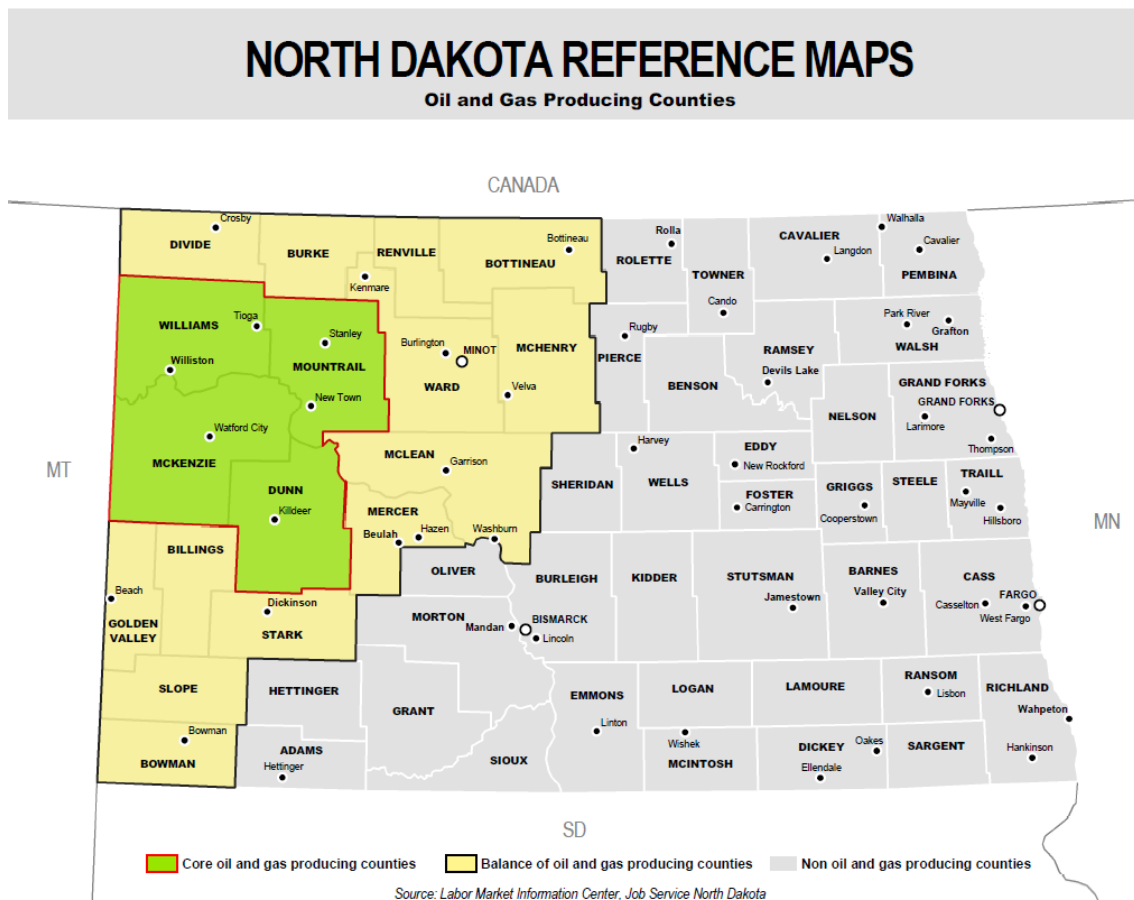 NORTH DAKOTA REFERENCE MAPS
Oil and Gas Producing Counties
CANADA
Crosby
DIVIDE
BURKE
RENVILLE
Bottineau
BOTTINEAU
Kenmare
Rolla
ROLETTE
TOWNER
Cando
CAVALIER
Langdon
Walhalla
Cavalier
PEMBINA
WILLIAMS
Tioga
Williston
Stanley
MOUNTRAIL
New Town
Burlington
MINOT
WARD
MCHENRY
Velva
Rugby
PIERCE
BENSON
RAMSEY
Devils Lake
Park River
Grafton
WALSH
NELSON
GRAND FORKS
GRAND FORKS
Larimore
Thompson
MT
Watford City
MCKENZIE
DUNN
Killdeer
MCLEAN
Garrison
MERCER
Beulah
Hazen
Washburn
SHERIDAN
Harvey
WELLS
EDDY
New Rockford
FOSTER
Carrington
GRIGGS
Cooperstown
STEELE
TRAILL
Mayville
Hillsboro
MN
BILLINGS
Beach
GOLDEN
VALLEY
Dickinson
STARK
OLIVER
MORTON
Mandan
BISMARCK
Lincoln
BURLEIGH
KIDDER
STUTSMAN
Jamestown
BARNES
Valley City
CASS
Casselton
FARGO
West Fargo
SLOPE
Bowman
BOWMAN
HETTINGER
ADAMS
Hettinger
GRANT
SIOUX
EMMONS
Linton
LOGAN
Wishek
MCINTOSH
LAMOURE
DICKEY
Oakes
Ellendale
RANSOM
Lisbon
SARGENT
RICHLAND
Wahpeton
Hankinson
SD
Core oil and gas producing counties
Balance of oil and gas producing counties
Non oil and gas producing counties
Source: Labor Market Information Center, Job Service North Dakota